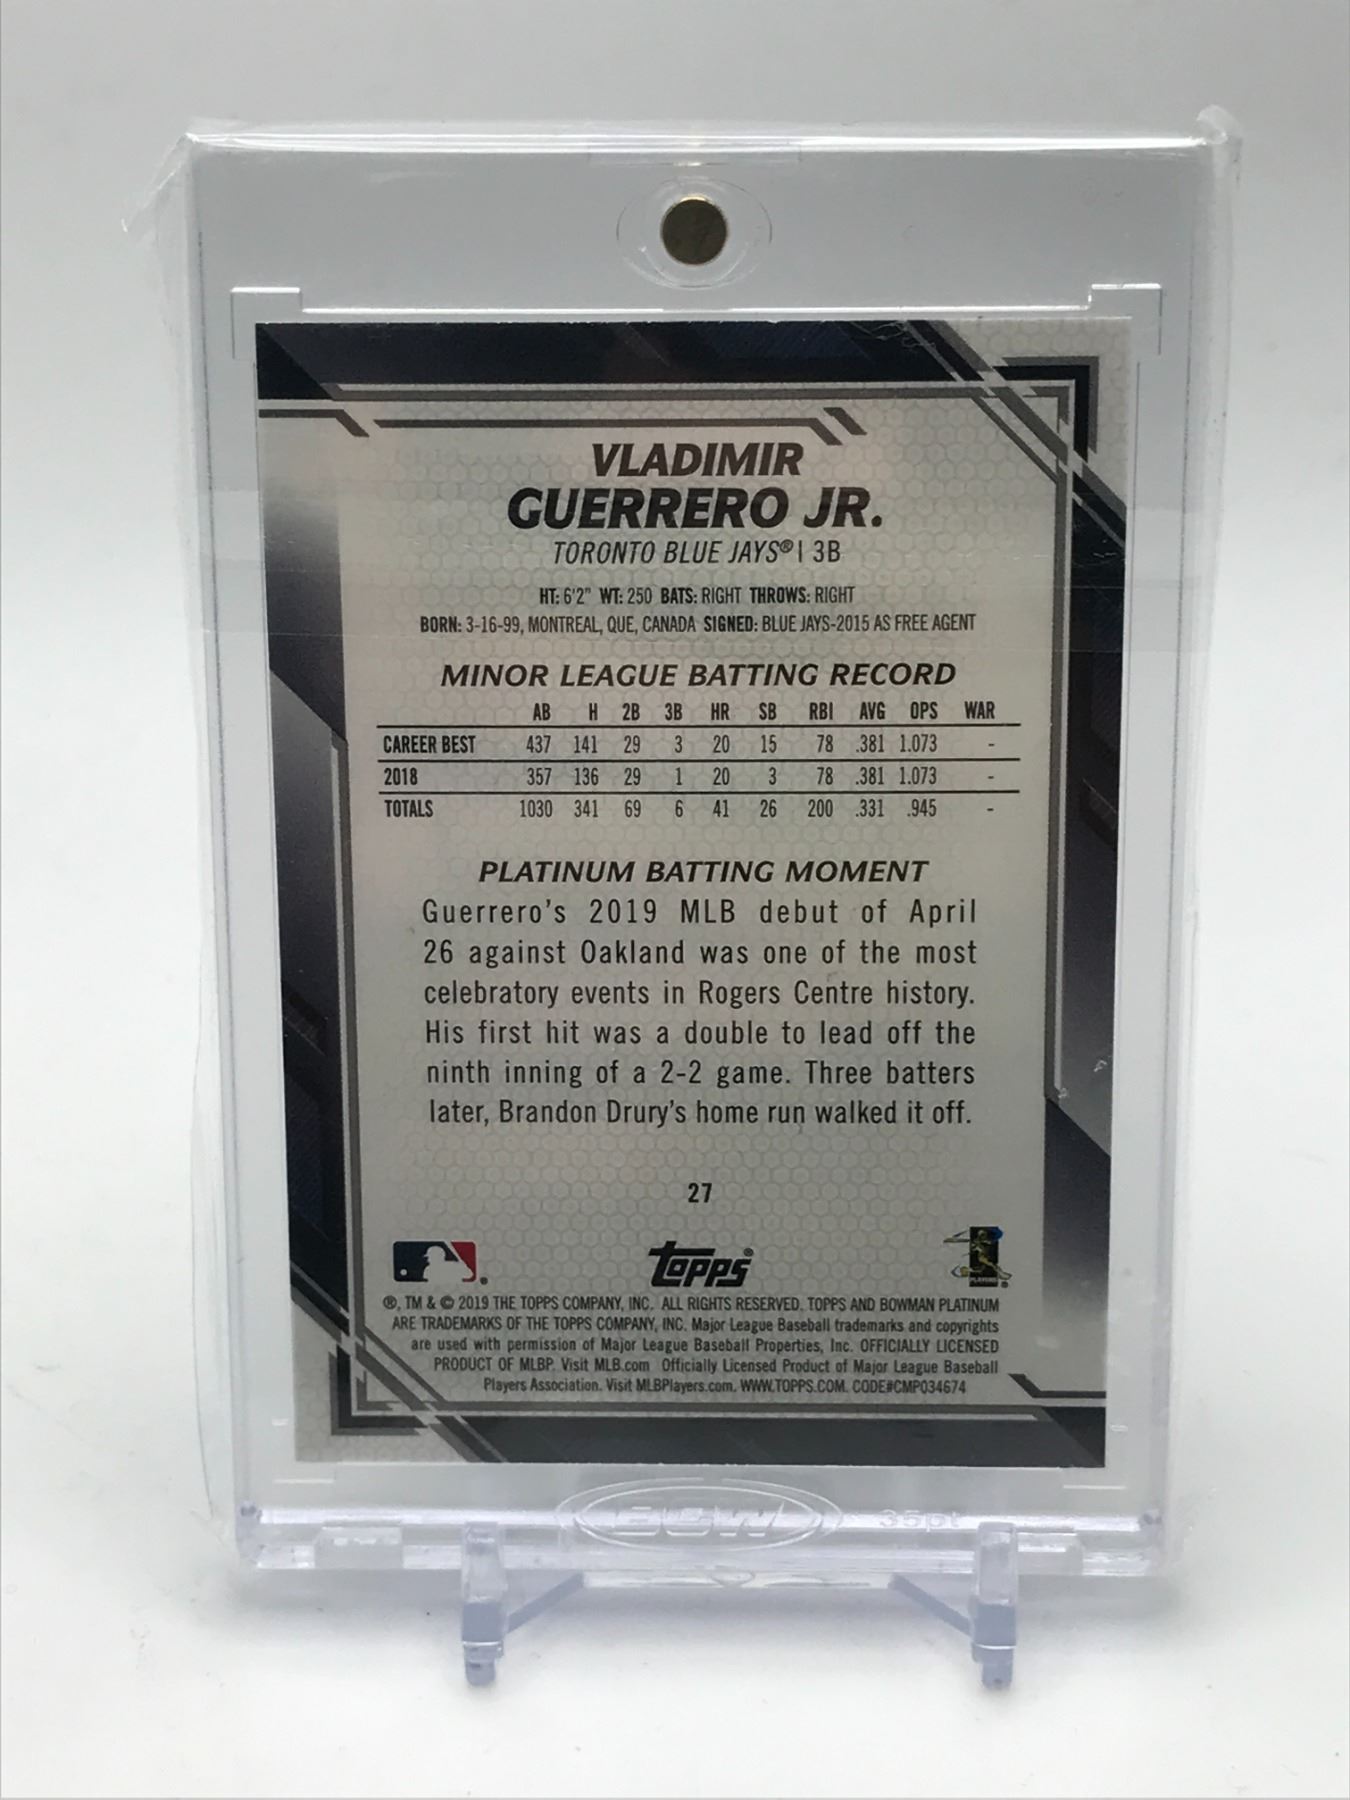 VLADIMIR
GUERRERO JR.
TORONTO BLUE JAYS® | 3B
HT: 6'2" WT: 250 BATS: RIGHT THROWS: RIGHT
BORN: 3-16-99, MONTREAL, QUE, CANADA SIGNED: BLUE JAYS-2015 AS FREE AGENT
MINOR LEAGUE BATTING RECORD
AB H 2B 3B HR SB RBI AVG OPS WAR
CAREER BEST 437 141 29 3 20 15 78 .381 1.073 -
2018 357 136 29 1 20 3 78 .381 1.073 -
TOTALS 1030 341 69 6 41 26 200 .331 .945 -
PLATINUM BATTING MOMENT
Guerrero's 2019 MLB debut of April
26 against Oakland was one of the most
celebratory events in Rogers Centre history.
His first hit was a double to lead off the
ninth inning of a 2-2 game. Three batters
later, Brandon Drury's home run walked it off.
27
topps®
PLAYERS
®, TM & © 2019 THE TOPPS COMPANY, INC. ALL RIGHTS RESERVED. TOPPS AND BOWMAN PLATINUM
ARE TRADEMARKS OF THE TOPPS COMPANY, INC. Major League Baseball trademarks and copyrights
are used with permission of Major League Baseball Properties, Inc. OFFICIALLY LICENSED
PRODUCT OF MLBP. Visit MLB.com Officially Licensed Product of Major League Baseball
Players Association. Visit MLBPlayers.com. WWW.TOPPS.COM. CODE#CMP034674
BCW 35pt